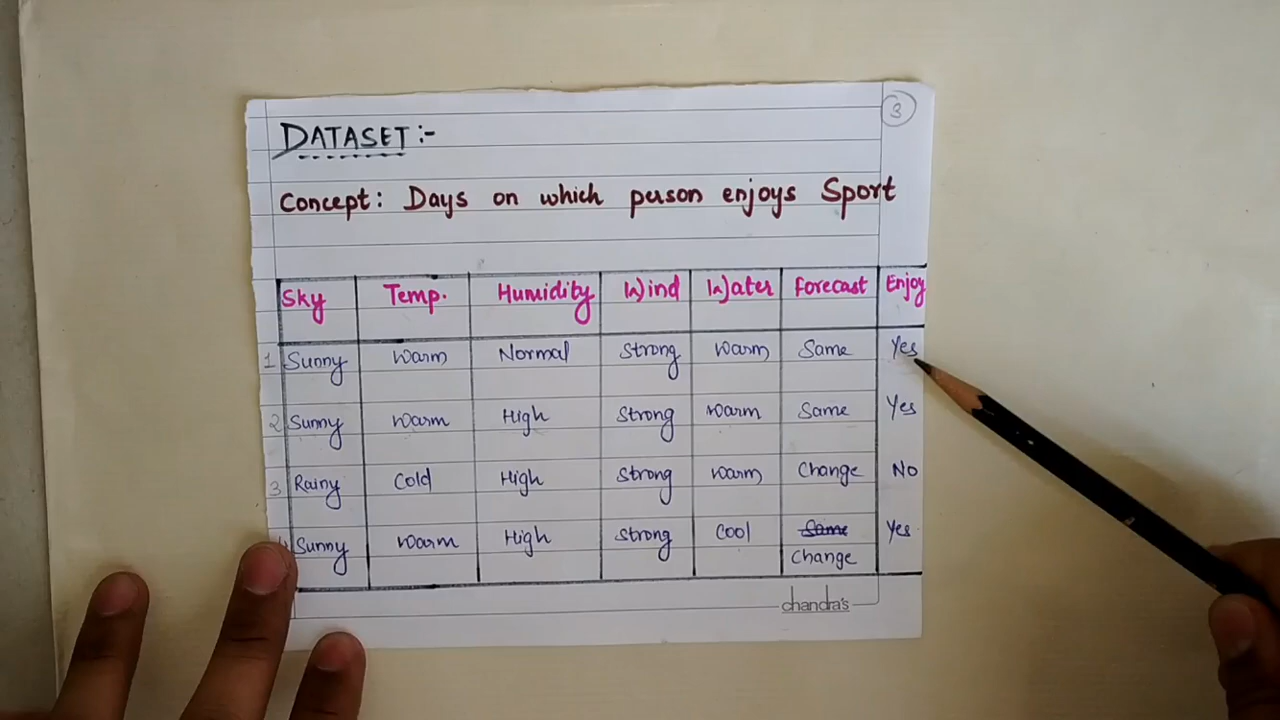 3
DATASET:-
Concept: Days on which person enjoys Sport
Sky Temp. Humidity Wind Water Forecast Enjoy
1 Sunny Warm Normal Strong Warm Same Yes
2 Sunny Warm High Strong Warm Same Yes
3 Rainy Cold High Strong Warm Change No
Sunny Warm High Strong Cool Same Yes
Change
chandra's